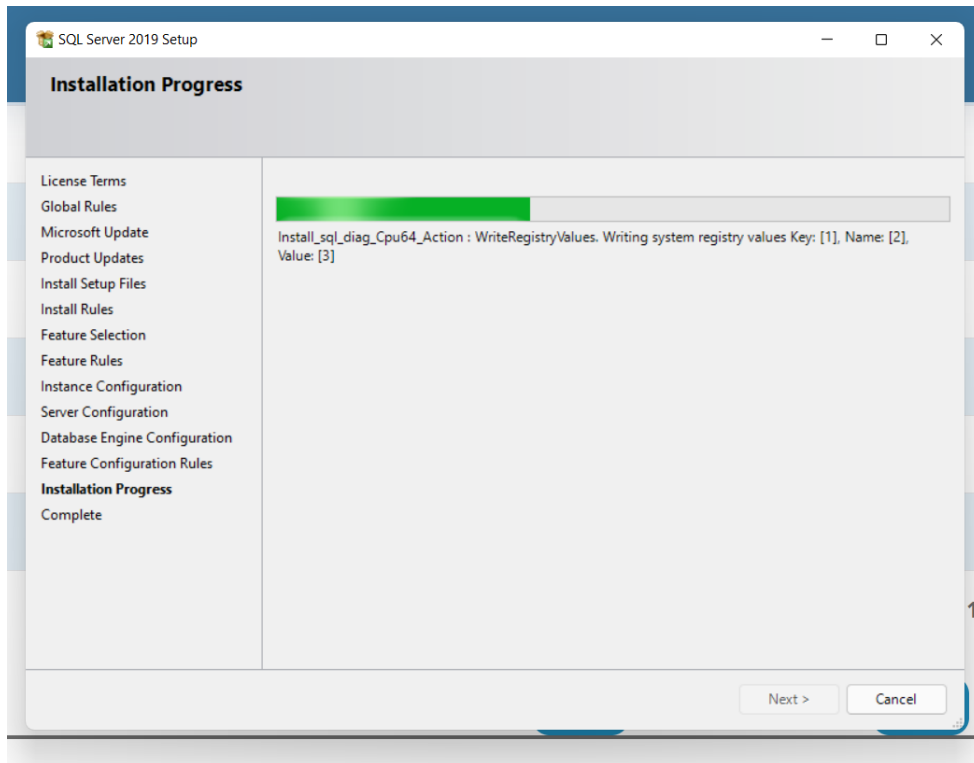 SQL Server 2019 Setup
Installation Progress
License Terms
Global Rules
Microsoft Update
Product Updates
Install Setup Files
Install Rules
Feature Selection
Feature Rules
Instance Configuration
Server Configuration
Database Engine Configuration
Feature Configuration Rules
Installation Progress
Complete
Install_sql_diag_Cpu64_Action : WriteRegistryValues. Writing system registry values Key: [1], Name: [2],
Value: [3]
1
Next >
Cancel